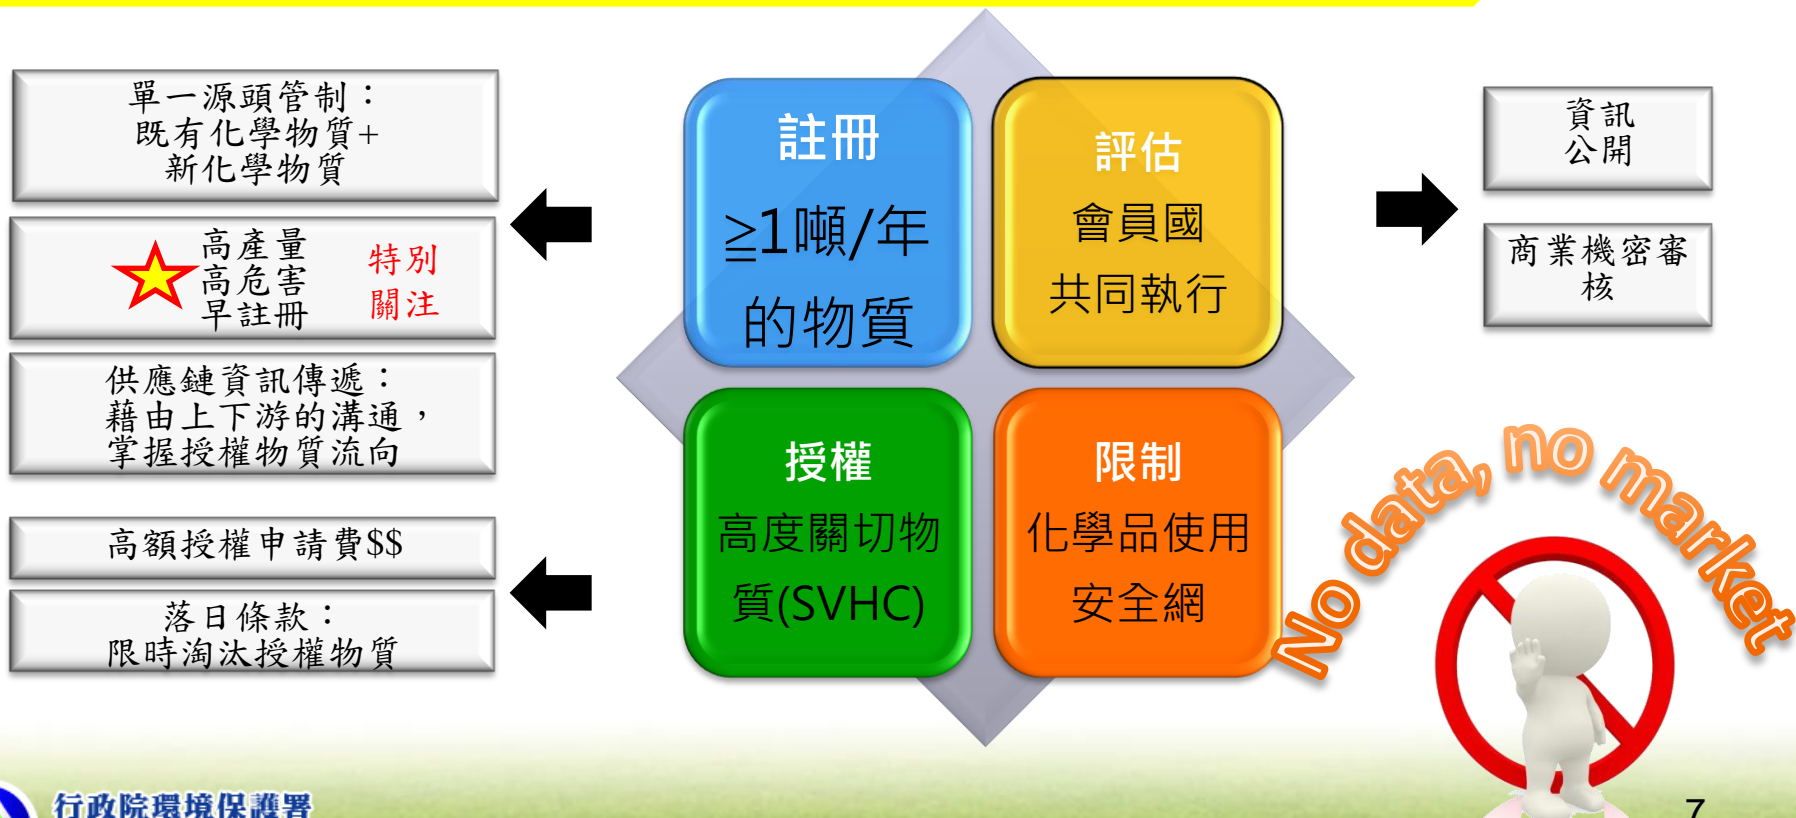 單一源頭管制：
既有化學物質+
新化學物質
高產量
高危害
早註冊
特別
關注
供應鏈資訊傳遞：
藉由上下游的溝通，
掌握授權物質流向
高額授權申請費$$
落日條款：
限時淘汰授權物質
註冊
≧1噸/年
的物質
評估
會員國
共同執行
授權
高度關切物
質(SVHC)
限制
化學品使用
安全網
資訊
公開
商業機密審
核
No data, no market
行政院環境保護署
7